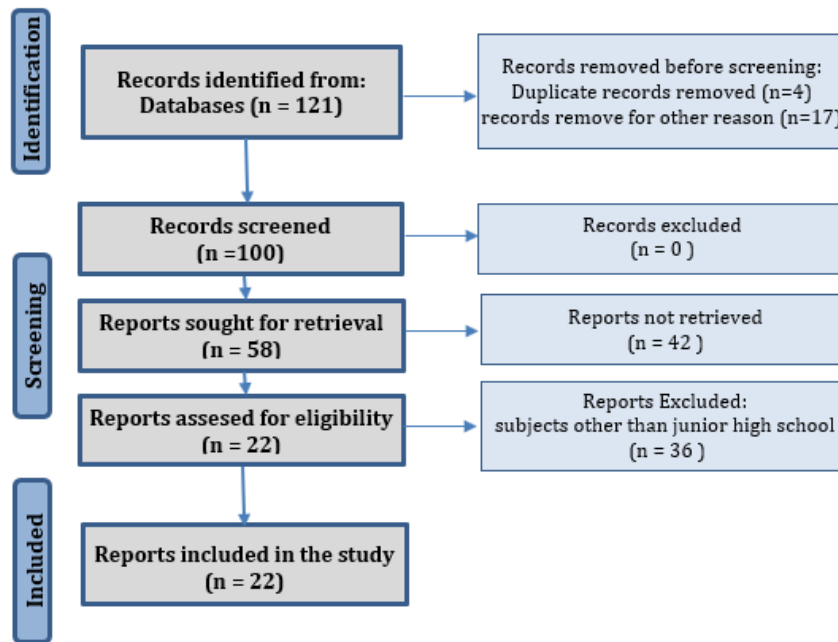 Identification
Records identified from:
Databases (n = 121)
Records removed before screening:
Duplicate records removed (n=4)
records remove for other reason (n=17)
Screening
Records screened
(n =100)
Records excluded
(n = 0 )
Reports sought for retrieval
(n = 58)
Reports not retrieved
(n = 42 )
Reports assesed for eligibility
(n = 22)
Reports Excluded:
subjects other than junior high school
(n = 36 )
Included
Reports included in the study
(n = 22)